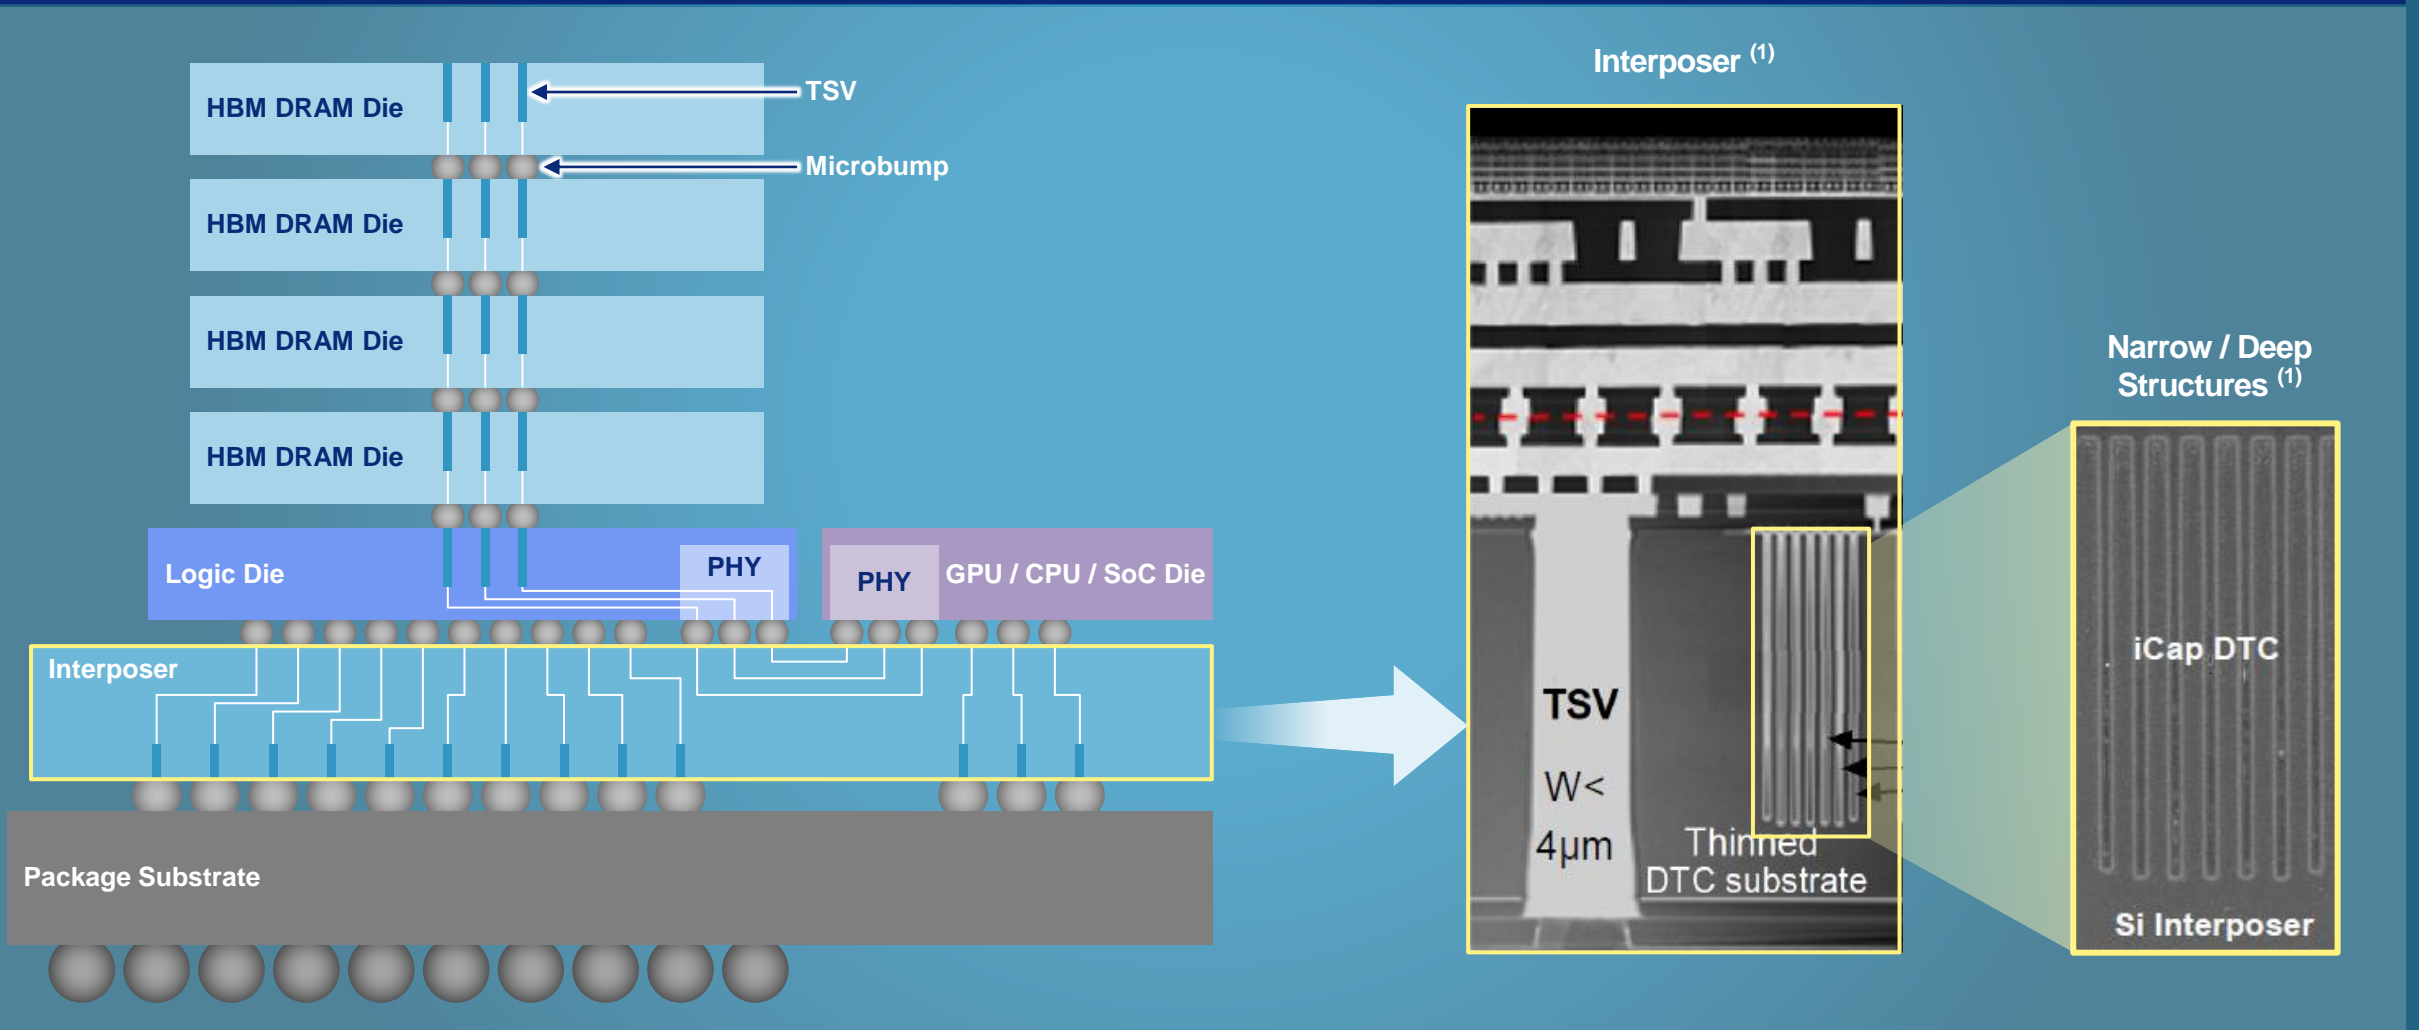 HBM DRAM Die
TSV
Microbump
HBM DRAM Die
HBM DRAM Die
HBM DRAM Die
Logic Die
PHY
PHY
GPU / CPU / SoC Die
Interposer
Package Substrate
Interposer (1)
TSV
W<
4μm
Thinned
DTC substrate
Narrow / Deep
Structures (1)
iCap DTC
Si Interposer